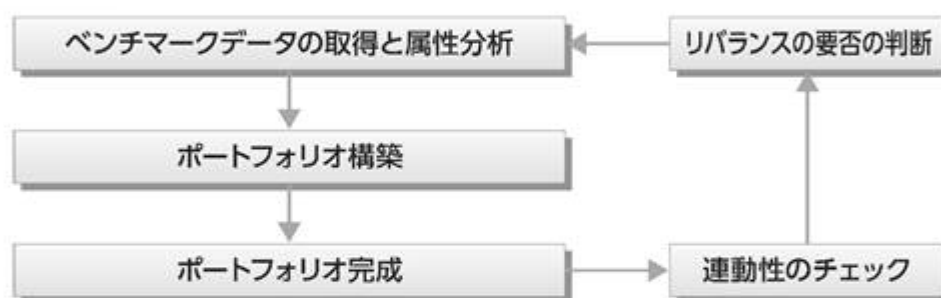 ベンチマークデータの取得と属性分析
リバランスの要否の判断
ポートフォリオ構築
ポートフォリオ完成
連動性のチェック